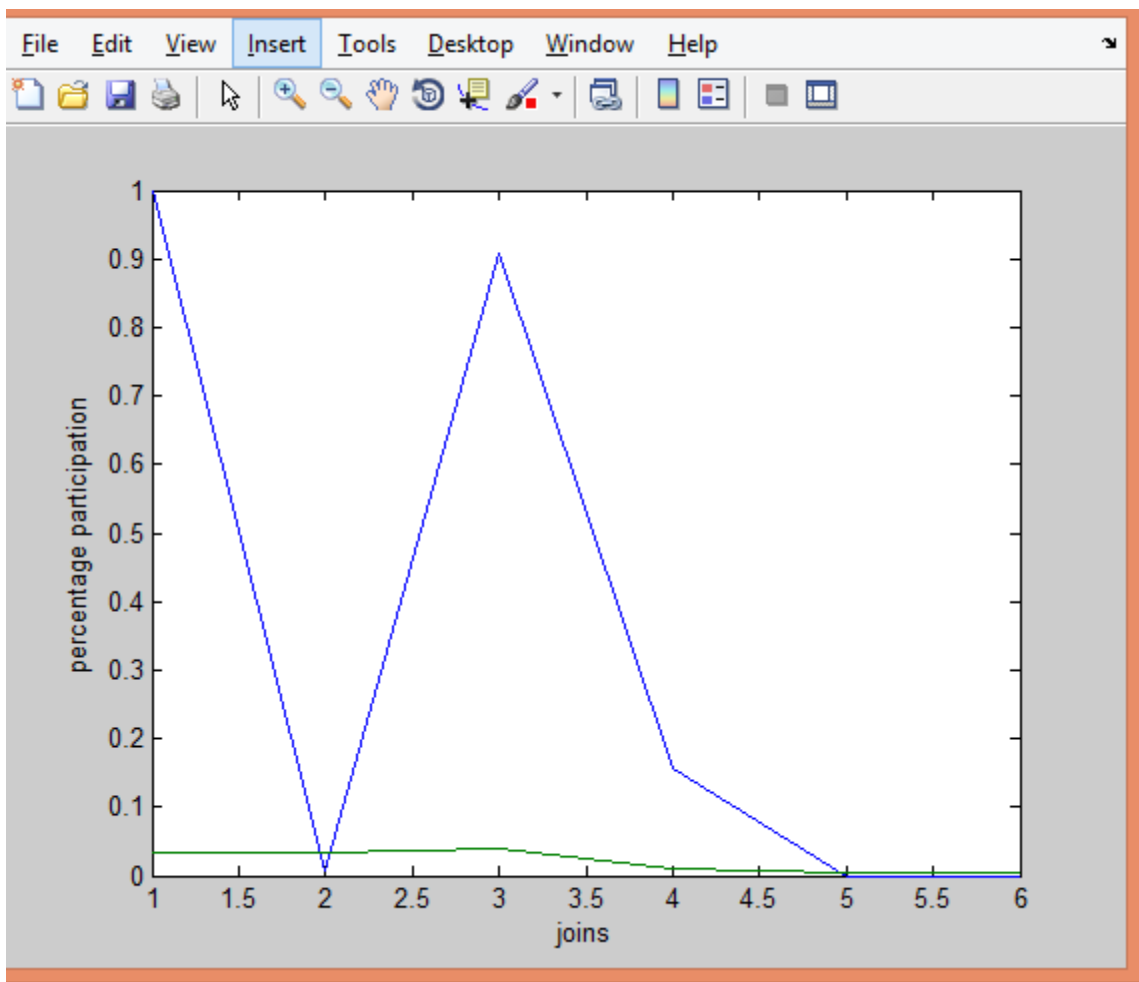 File Edit View Insert Tools Desktop Window Help
1
0.9
0.8
0.7
0.6
0.5
0.4
0.3
0.2
0.1
0
percentage participation
1 1.5 2 2.5 3 3.5 4 4.5 5 5.5 6
joins